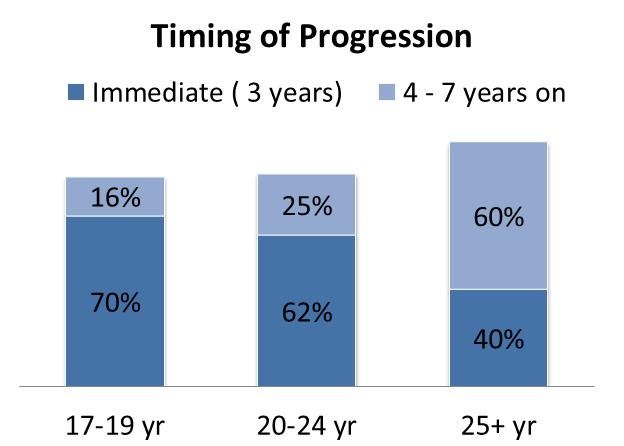 Timing of Progression
Immediate ( 3 years) 4 - 7 years on
16% 25% 60%
70% 62% 40%
17-19 yr 20-24 yr 25+ yr